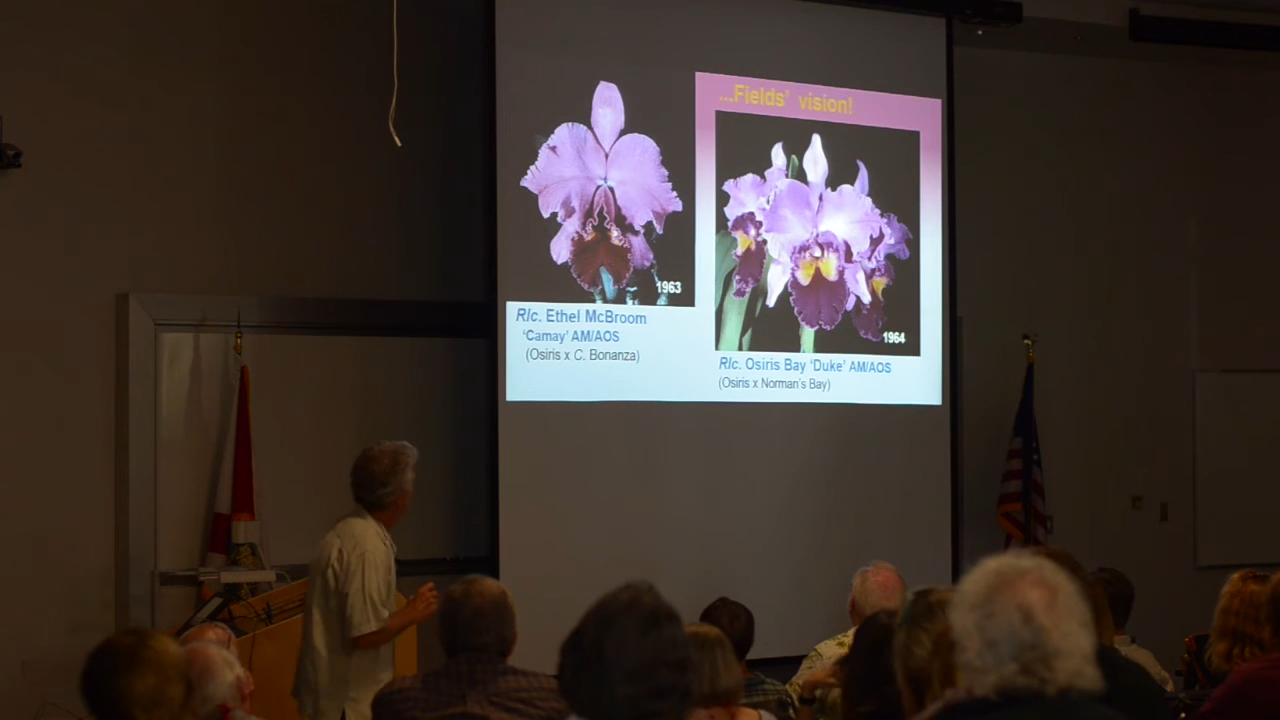 ...Fields' vision!
1963
Rlc. Ethel McBroom
'Camay' AM/AOS
(Osiris x C. Bonanza)
1964
Rlc. Osiris Bay 'Duke' AM/AOS
(Osiris x Norman's Bay)